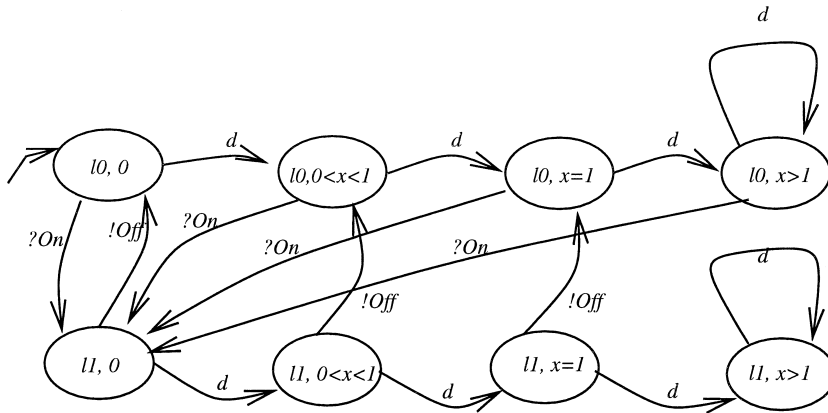 d
l0, 0
d
l0,0<x<1
d
l0, x=1
d
l0, x>1
?On
!Off
?On
?On
?On
d
!Off
!Off
l1, 0
d
l1, 0<x<1
d
l1, x=1
d
l1, x>1